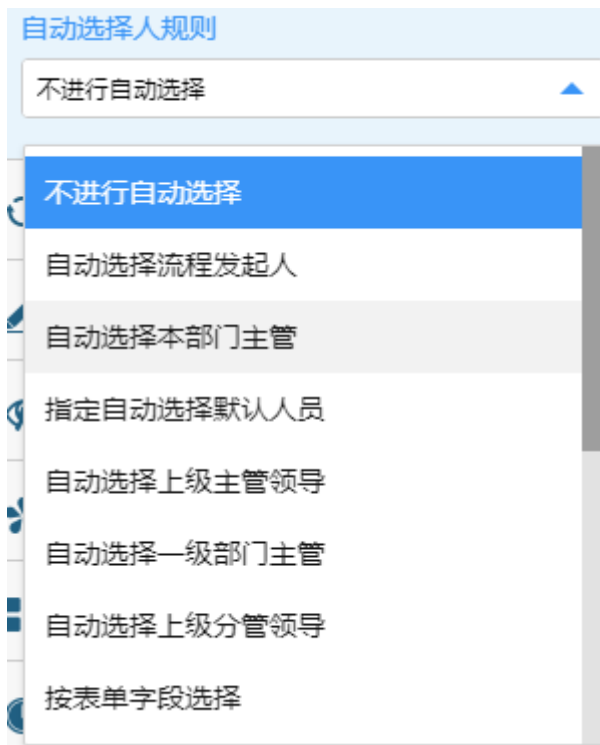 自动选择人规则
不进行自动选择
不进行自动选择
自动选择流程发起人
自动选择本部门主管
指定自动选择默认人员
自动选择上级主管领导
自动选择一级部门主管
自动选择上级分管领导
按表单字段选择